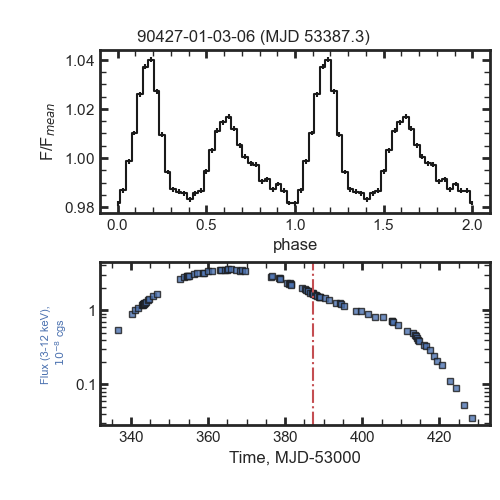 90427-01-03-06 (MJD 53387.3)
1.04
1.02
1.00
0.98
F/Fmean
0.0
0.5
1.0
1.5
2.0
phase
Flux (3-12 keV),
10⁻⁸ cgs
1
0.1
340
360
380
400
420
Time, MJD-53000